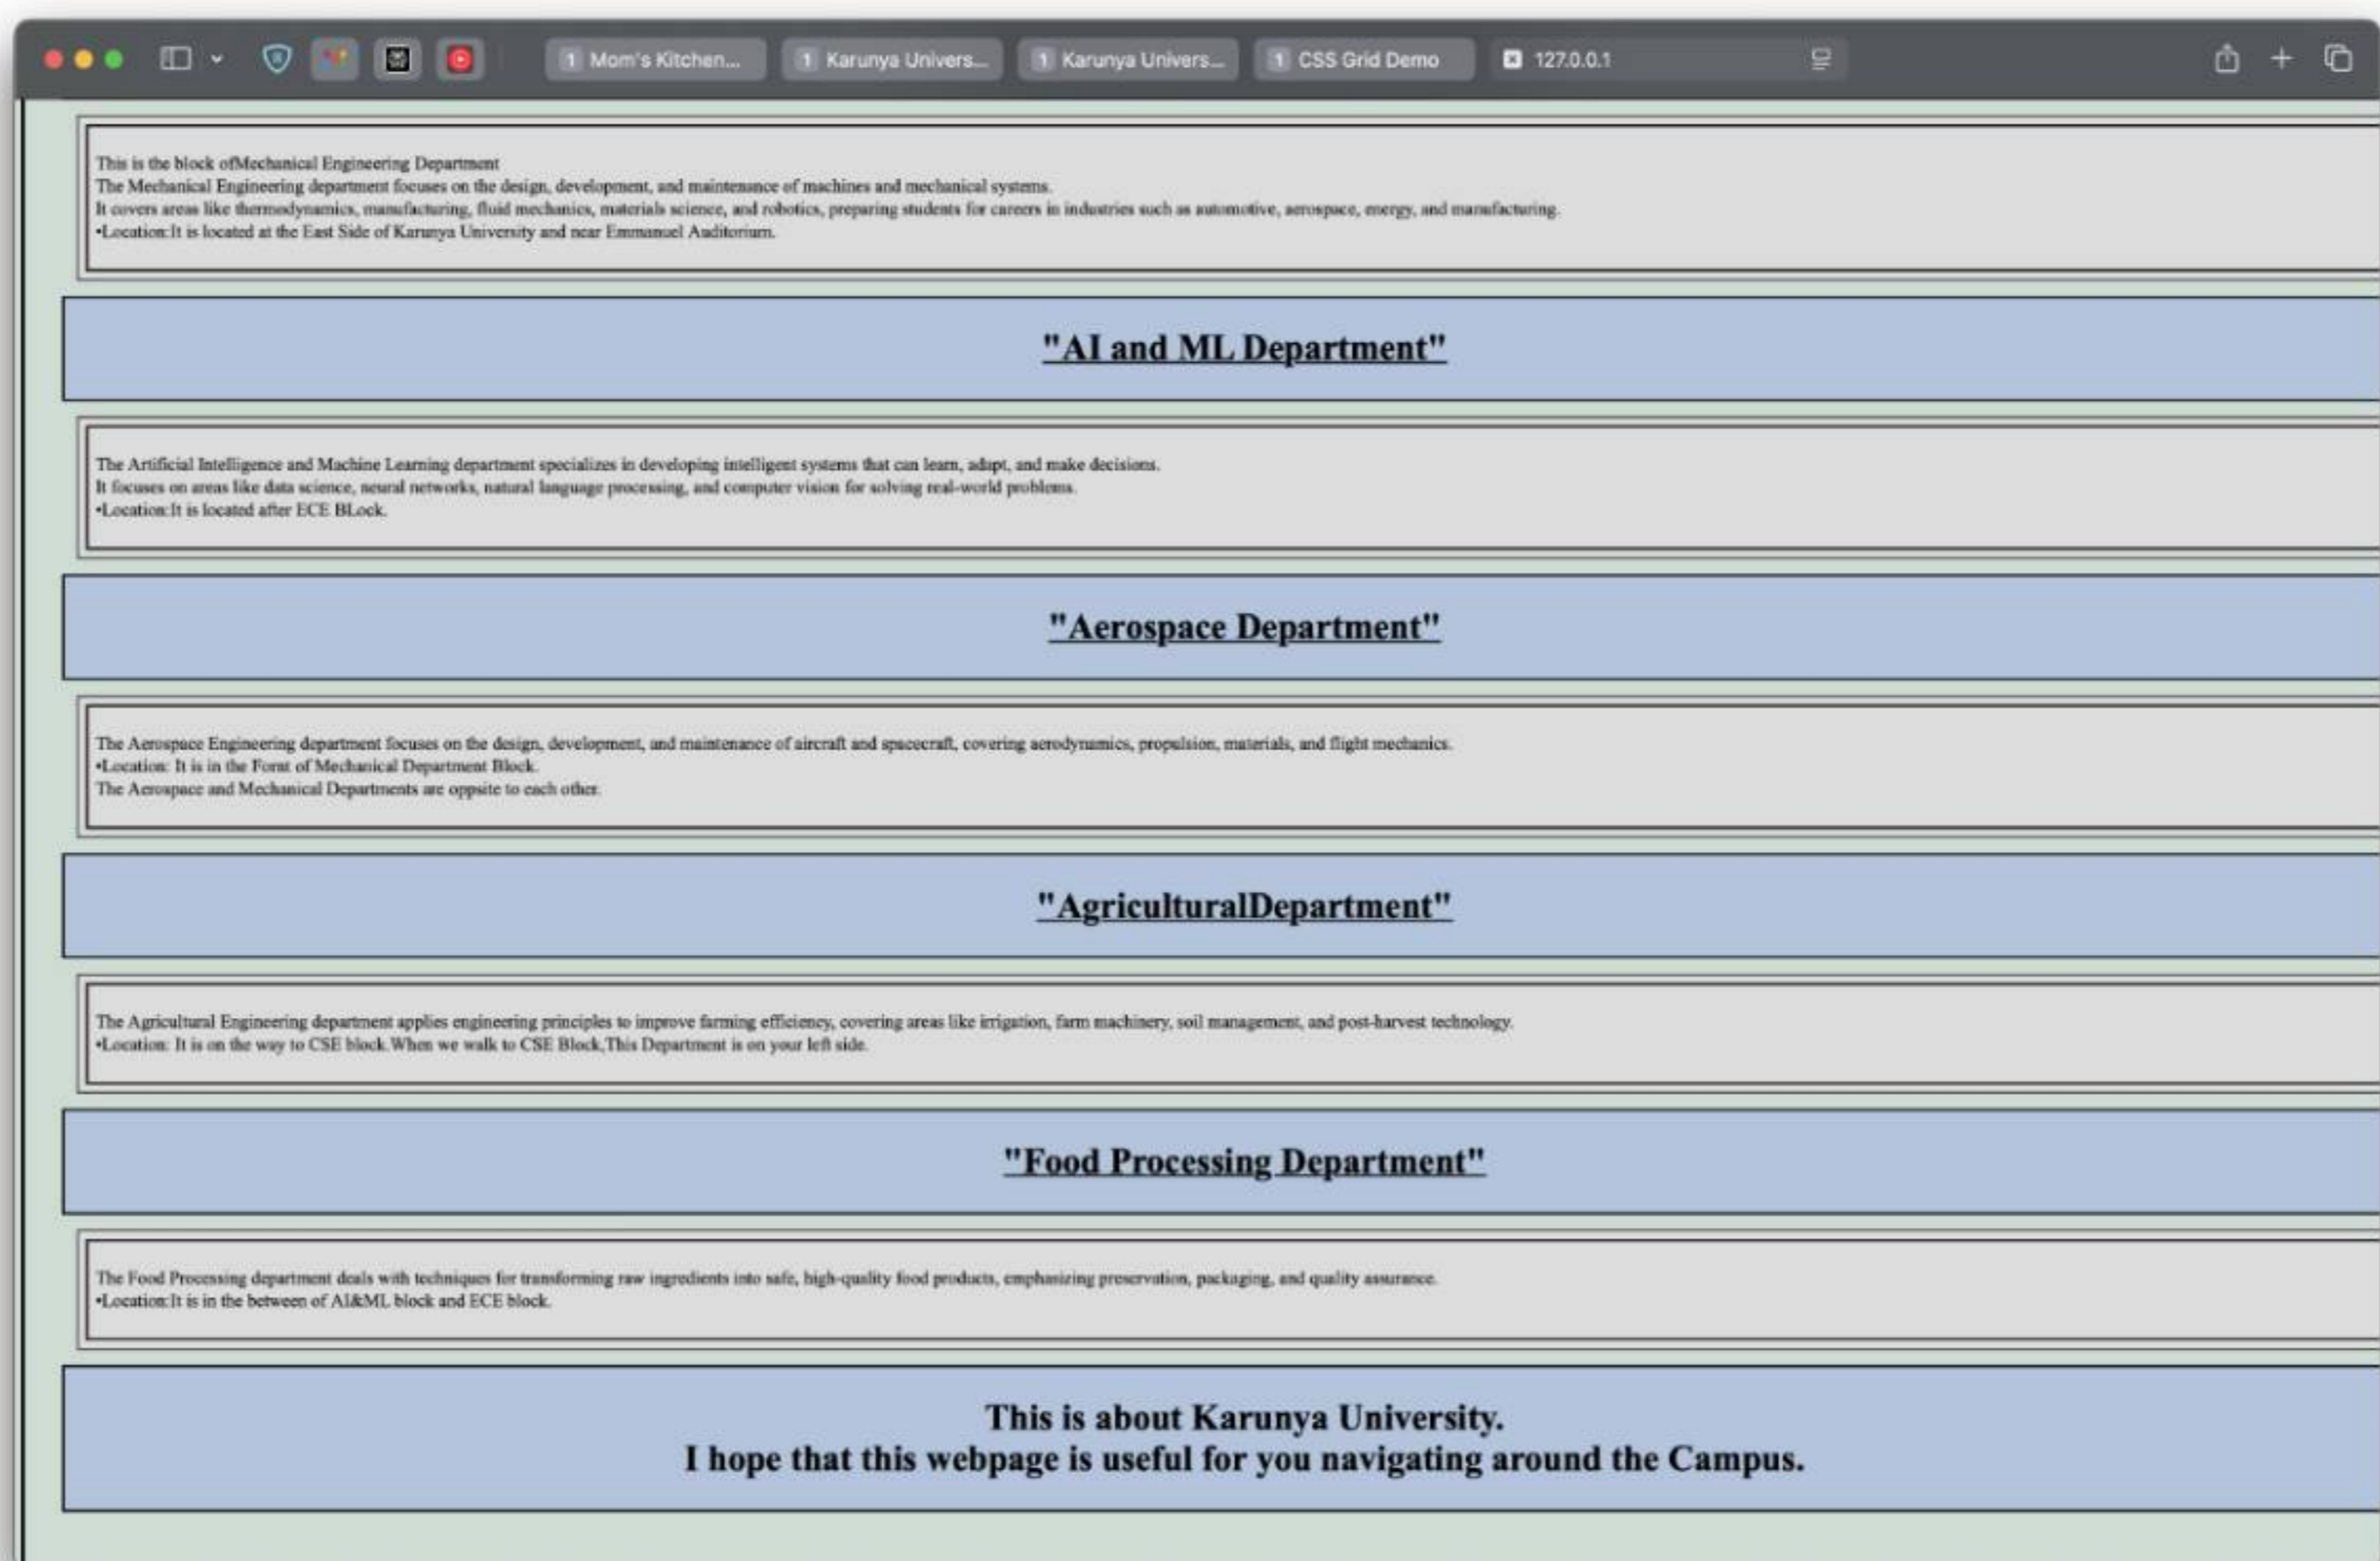 1 Mom's Kitchen...
1 Karunya Univers...
1 Karunya Univers...
1 CSS Grid Demo
127.0.0.1
This is the block ofMechanical Engineering Department
The Mechanical Engineering department focuses on the design, development, and maintenance of machines and mechanical systems.
It covers areas like thermodynamics, manufacturing, fluid mechanics, materials science, and robotics, preparing students for careers in industries such as automotive, aerospace, energy, and manufacturing.
•Location:It is located at the East Side of Karunya University and near Emmanuel Auditorium.
"AI and ML Department"
The Artificial Intelligence and Machine Learning department specializes in developing intelligent systems that can learn, adapt, and make decisions.
It focuses on areas like data science, neural networks, natural language processing, and computer vision for solving real-world problems.
•Location:It is located after ECE BLock.
"Aerospace Department"
The Aerospace Engineering department focuses on the design, development, and maintenance of aircraft and spacecraft, covering aerodynamics, propulsion, materials, and flight mechanics.
•Location: It is in the Fornt of Mechanical Department Block.
The Aerospace and Mechanical Departments are oppsite to each other.
"AgriculturalDepartment"
The Agricultural Engineering department applies engineering principles to improve farming efficiency, covering areas like irrigation, farm machinery, soil management, and post-harvest technology.
•Location: It is on the way to CSE block.When we walk to CSE Block,This Department is on your left side.
"Food Processing Department"
The Food Processing department deals with techniques for transforming raw ingredients into safe, high-quality food products, emphasizing preservation, packaging, and quality assurance.
•Location:It is in the between of AI&ML block and ECE block.
This is about Karunya University.
I hope that this webpage is useful for you navigating around the Campus.